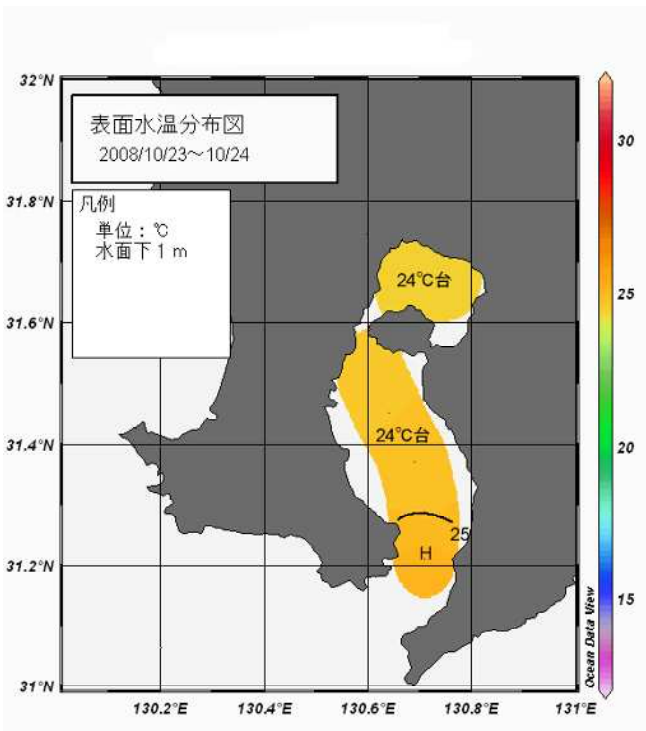 32°N
表面水温分布図
2008/10/23～10/24
30
31.8°N
凡例
単位：℃
水面下1m
24℃台
25
31.6°N
24℃台
31.4°N
20
25
H
31.2°N
15
Ocean Data View
31°N
130.2°E
130.4°E
130.6°E
130.8°E
131°E